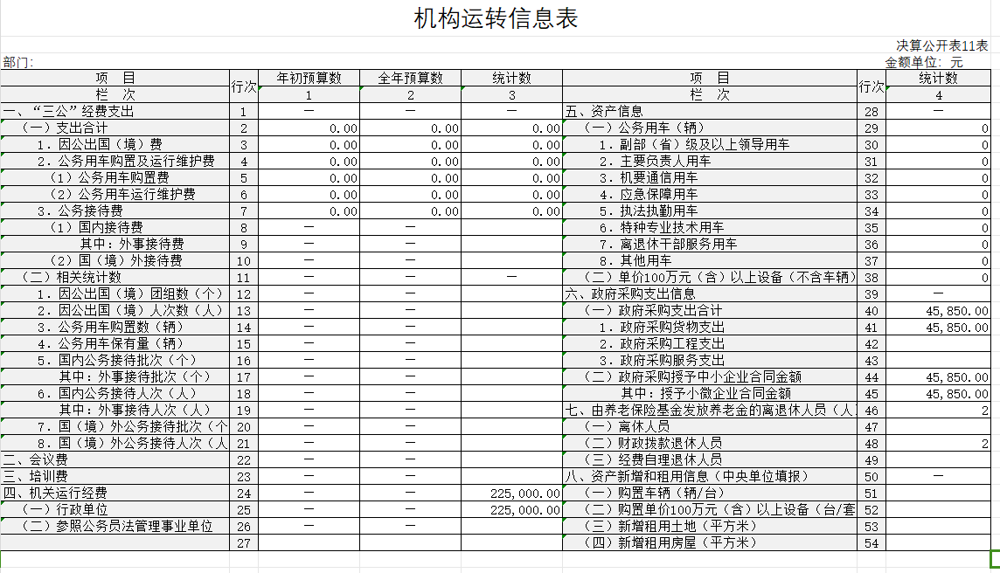 机构运转信息表
决算公开表11表
部门: 金额单位: 元
项 目 行次 年初预算数 全年预算数 统计数 项 目 行次 统计数
栏 次 1 2 3 栏 次 4
一、“三公”经费支出 1 — — — 五、资产信息 28 —
（一）支出合计 2 0.00 0.00 0.00 （一）公务用车（辆） 29 0
1. 因公出国（境）费 3 0.00 0.00 0.00 1. 副部（省）级及以上领导用车 30 0
2. 公务用车购置及运行维护费 4 0.00 0.00 0.00 2. 主要负责人用车 31 0
（1）公务用车购置费 5 0.00 0.00 0.00 3. 机要通信用车 32 0
（2）公务用车运行维护费 6 0.00 0.00 0.00 4. 应急保障用车 33 0
3. 公务接待费 7 0.00 0.00 0.00 5. 执法执勤用车 34 0
（1）国内接待费 8 — — 6. 特种专业技术用车 35 0
其中: 外事接待费 9 — — 7. 离退休干部服务用车 36 0
（2）国（境）外接待费 10 — — 8. 其他用车 37 0
（二）相关统计数 11 — — — （二）单价100万元（含）以上设备（不含车辆） 38 0
1. 因公出国（境）团组数（个） 12 — — 六、政府采购支出信息 39 —
2. 因公出国（境）人次数（人） 13 — — （一）政府采购支出合计 40 45,850.00
3. 公务用车购置数（辆） 14 — — 1. 政府采购货物支出 41 45,850.00
4. 公务用车保有量（辆） 15 — — 2. 政府采购工程支出 42
5. 国内公务接待批次（个） 16 — — 3. 政府采购服务支出 43
其中: 外事接待批次（个） 17 — — （二）政府采购授予中小企业合同金额 44 45,850.00
6. 国内公务接待人次（人） 18 — — 其中: 授予小微企业合同金额 45 45,850.00
其中: 外事接待人次（人） 19 — — 七、由养老保险基金发放养老金的离退休人员（人 46 2
7. 国（境）外公务接待批次（个 20 — — （一）离休人员 47
8. 国（境）外公务接待人次（人 21 — — （二）财政拨款退休人员 48 2
二、会议费 22 — — （三）经费自理退休人员 49
三、培训费 23 — — 八、资产新增和租用信息（中央单位填报） 50 —
四、机关运行经费 24 — — 225,000.00 （一）购置车辆（辆/台） 51
（一）行政单位 25 — — 225,000.00 （二）购置单价100万元（含）以上设备（台/套 52
（二）参照公务员法管理事业单位 26 — — （三）新增租用土地（平方米） 53
27 （四）新增租用房屋（平方米） 54